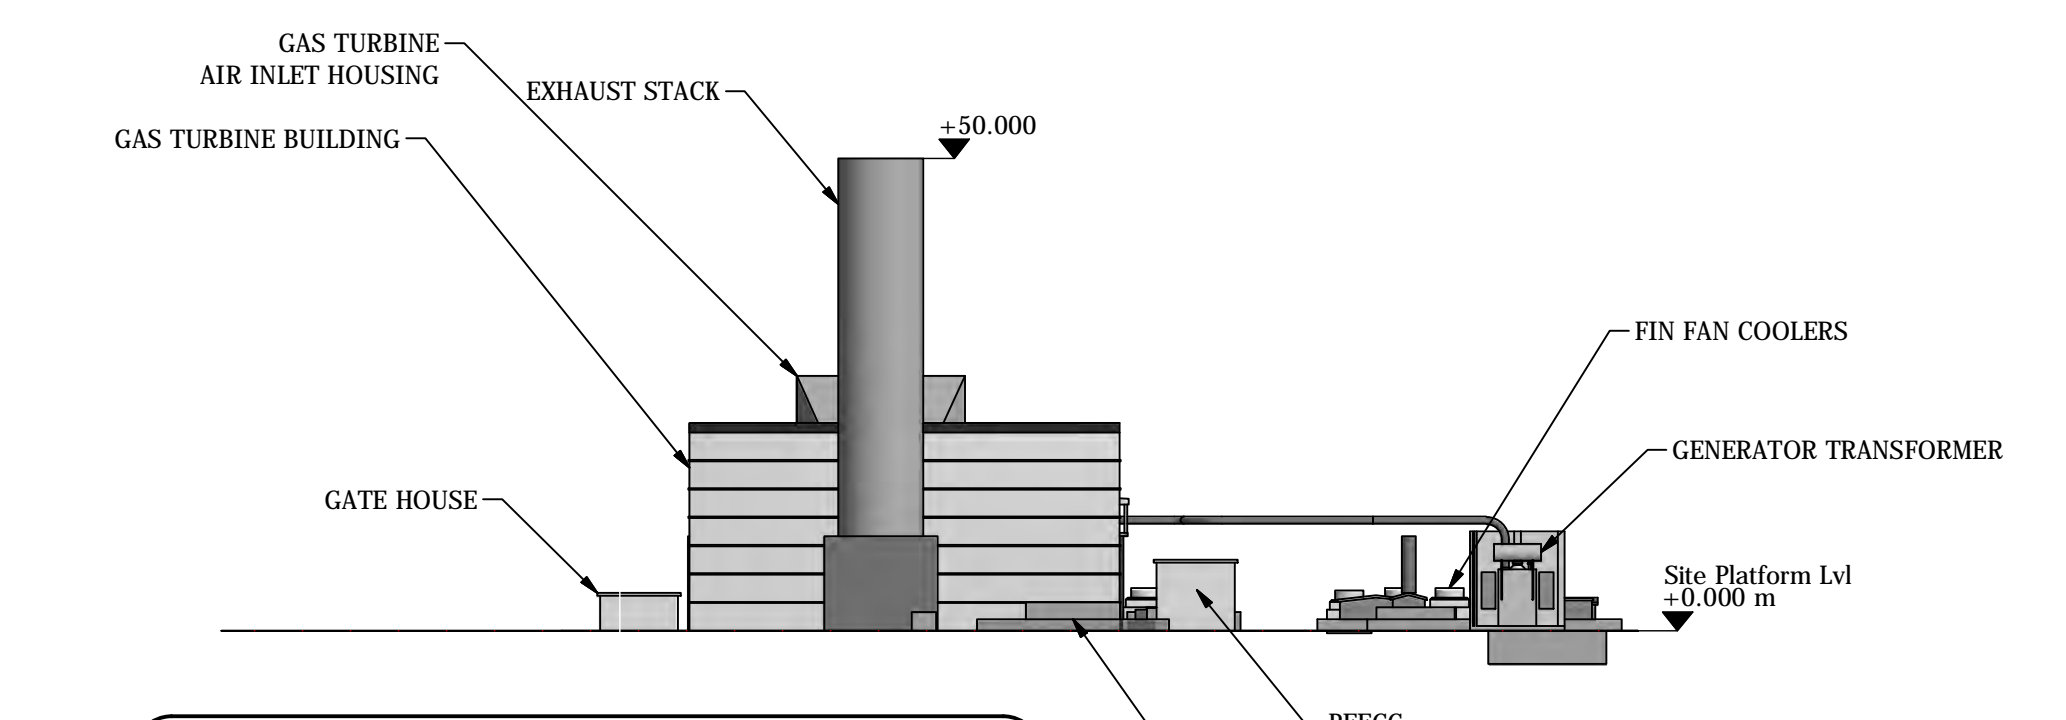 GAS TURBINE
AIR INLET HOUSING
EXHAUST STACK
+50.000
GAS TURBINE BUILDING
FIN FAN COOLERS
GENERATOR TRANSFORMER
GATE HOUSE
Site Platform Lvl
+0.000 m